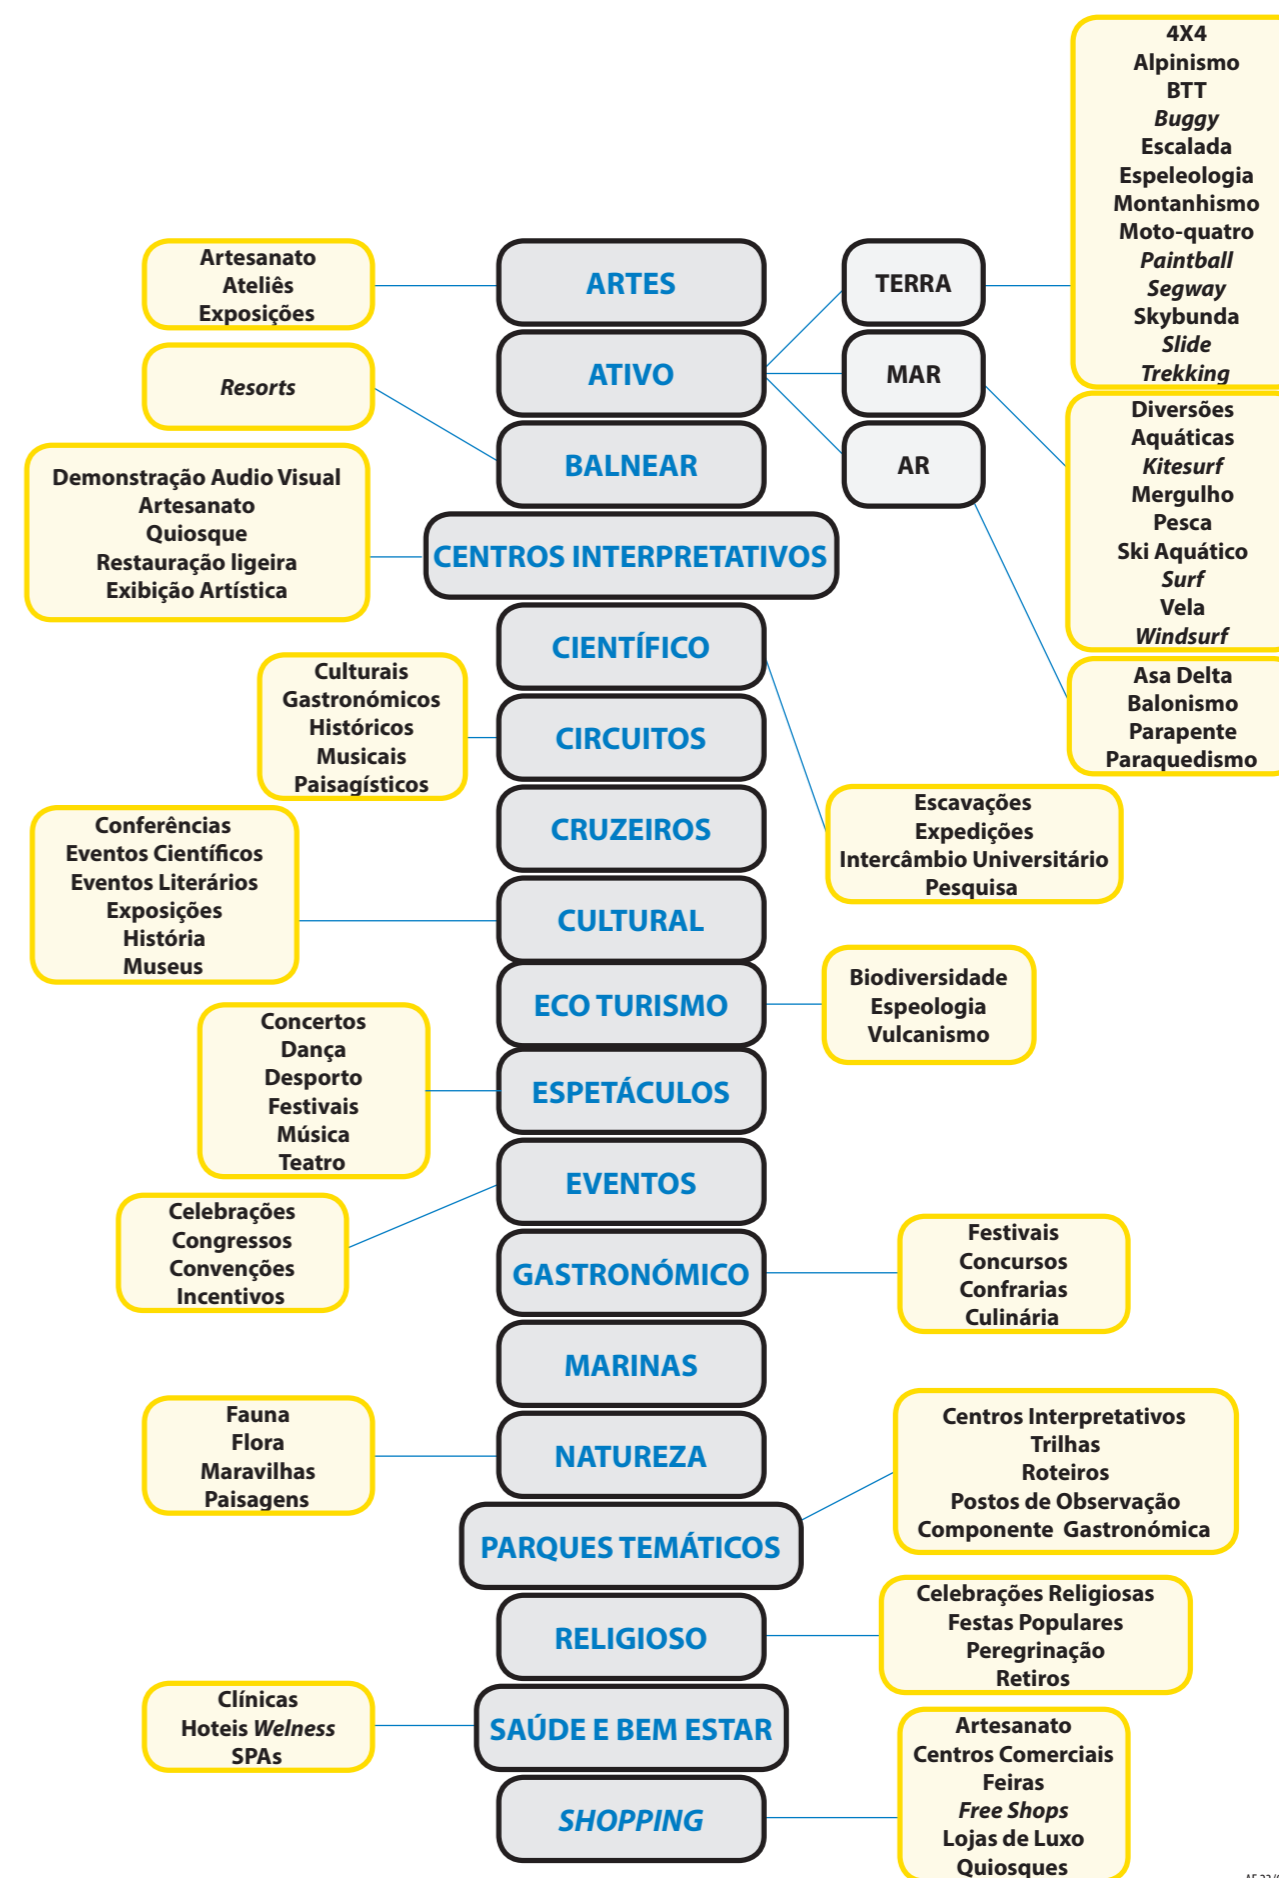 4X4
Alpinismo
BTT
Buggy
Escalada
Espeleologia
Montanhismo
Moto-quatro
Paintball
Segway
Skybunda
Slide
Trekking
Artesanato
Ateliês
Exposições
ARTES
TERRA
Resorts
ATIVO
MAR
Diversões
Aquáticas
Kitesurf
Mergulho
Pesca
Ski Aquático
Surf
Vela
Windsurf
BALNEAR
AR
Demonstração Audio Visual
Artesanato
Quiosque
Restauração ligeira
Exibição Artística
CENTROS INTERPRETATIVOS
CIENTÍFICO
Asa Delta
Balonismo
Parapente
Paraquedismo
Culturais
Gastronómicos
Históricos
Musicais
Paisagísticos
CIRCUITOS
CRUZEIROS
Escavações
Expedições
Intercâmbio Universitário
Pesquisa
Conferências
Eventos Científicos
Eventos Literários
Exposições
História
Museus
CULTURAL
ECO TURISMO
Biodiversidade
Espeologia
Vulcanismo
Concertos
Dança
Desporto
Festivais
Música
Teatro
ESPETÁCULOS
EVENTOS
Celebrações
Congressos
Convenções
Incentivos
GASTRONÓMICO
Festivais
Concursos
Confrarias
Culinária
MARINAS
Fauna
Flora
Maravilhas
Paisagens
NATUREZA
Centros Interpretativos
Trilhas
Roteiros
Postos de Observação
Componente Gastronómica
PARQUES TEMÁTICOS
RELIGIOSO
Celebrações Religiosas
Festas Populares
Peregrinação
Retiros
Clínicas
Hoteis Welness
SPAs
SAÚDE E BEM ESTAR
SHOPPING
Artesanato
Centros Comerciais
Feiras
Free Shops
Lojas de Luxo
Quiosques